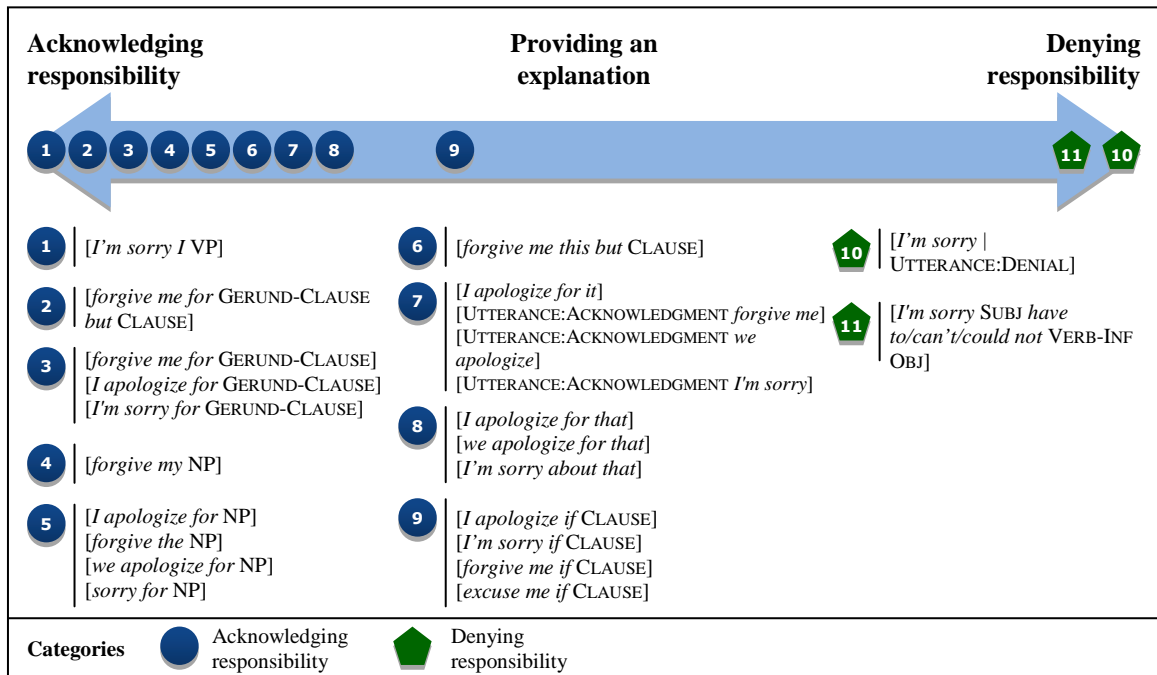 Acknowledging
responsibility
Providing an
explanation
Denying
responsibility
1 2 3 4 5 6 7 8 9 11 10
1 [I'm sorry I VP]
2 [forgive me for GERUND-CLAUSE
but CLAUSE]
3 [forgive me for GERUND-CLAUSE]
[I apologize for GERUND-CLAUSE]
[I'm sorry for GERUND-CLAUSE]
4 [forgive my NP]
5 [I apologize for NP]
[forgive the NP]
[we apologize for NP]
[sorry for NP]
6 [forgive me this but CLAUSE]
7 [I apologize for it]
[UTTERANCE:ACKNOWLEDGMENT forgive me]
[UTTERANCE:ACKNOWLEDGMENT we
apologize]
[UTTERANCE:ACKNOWLEDGMENT I'm sorry]
8 [I apologize for that]
[we apologize for that]
[I'm sorry about that]
9 [I apologize if CLAUSE]
[I'm sorry if CLAUSE]
[forgive me if CLAUSE]
[excuse me if CLAUSE]
10 [I'm sorry |
UTTERANCE:DENIAL]
11 [I'm sorry SUBJ have
to/can't/could not VERB-INF
OBJ]
Categories
Acknowledging
responsibility
Denying
responsibility